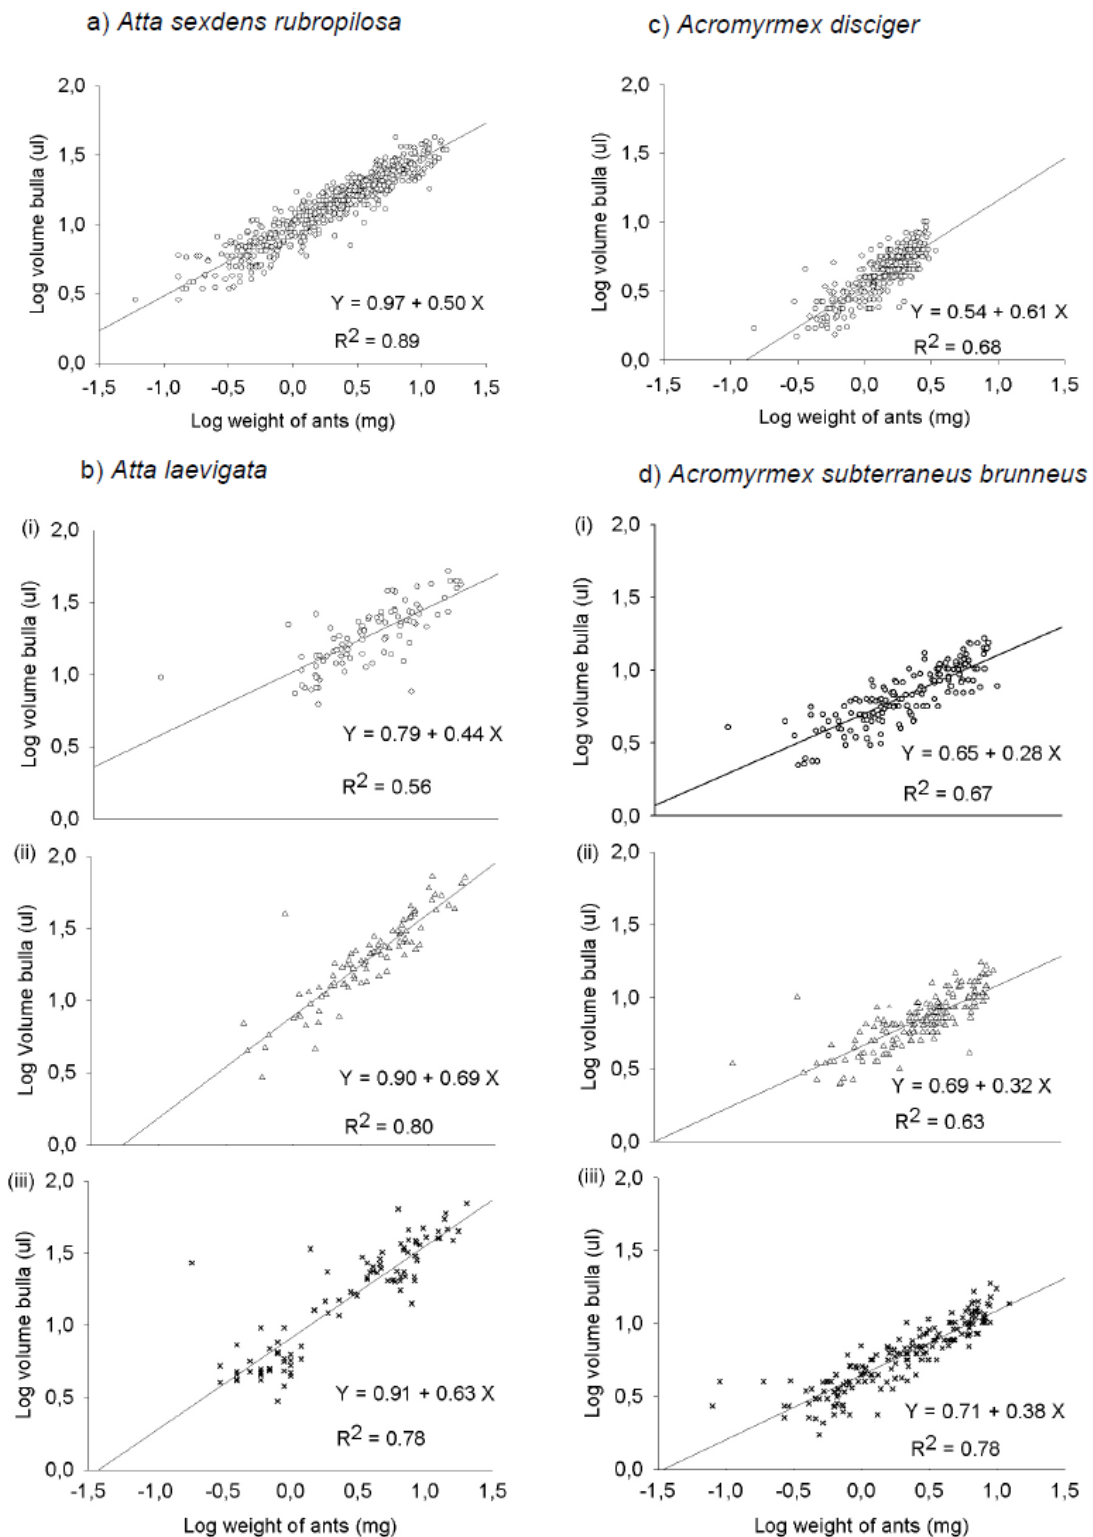 a) Atta sexdens rubropilosa
2,0
1,5
1,0
0,5
0,0
Log volume bulla (ul)
Y = 0.97 + 0.50 X
R2 = 0.89
-1,5 -1,0 -0,5 0,0 0,5 1,0 1,5
Log weight of ants (mg)
c) Acromyrmex disciger
2,0
1,5
1,0
0,5
0,0
Log volume bulla (ul)
Y = 0.54 + 0.61 X
R2 = 0.68
-1,5 -1,0 -0,5 0,0 0,5 1,0 1,5
Log weight of ants (mg)
b) Atta laevigata
(i)
2,0
1,5
1,0
0,5
0,0
Log volume bulla (ul)
Y = 0.79 + 0.44 X
R2 = 0.56
(ii)
2,0
1,5
1,0
0,5
0,0
Log Volume bulla (ul)
Y = 0.90 + 0.69 X
R2 = 0.80
(iii)
2,0
1,5
1,0
0,5
0,0
Log volume bulla (ul)
Y = 0.91 + 0.63 X
R2 = 0.78
-1,5 -1,0 -0,5 0,0 0,5 1,0 1,5
Log weight of ants (mg)
d) Acromyrmex subterraneus brunneus
(i)
2,0
1,5
1,0
0,5
0,0
Log volume bulla (ul)
Y = 0.65 + 0.28 X
R2 = 0.67
(ii)
2,0
1,5
1,0
0,5
0,0
Log volume bulla (ul)
Y = 0.69 + 0.32 X
R2 = 0.63
(iii)
2,0
1,5
1,0
0,5
0,0
Log volume bulla (ul)
Y = 0.71 + 0.38 X
R2 = 0.78
-1,5 -1,0 -0,5 0,0 0,5 1,0 1,5
Log weight of ants (mg)